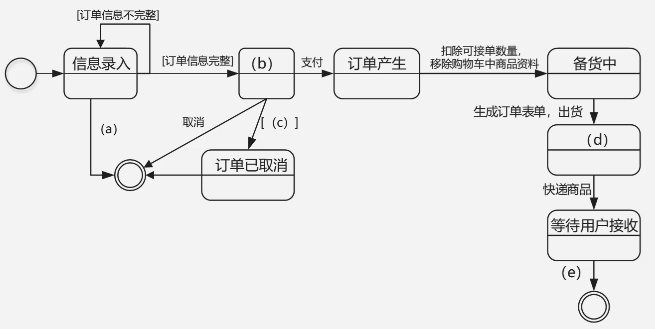 [订单信息不完整]
信息录入
[订单信息完整]
(b)
支付
订单产生
扣除可接单数量，
移除购物车中商品资料
备货中
(a)
取消
[ (c) ]
订单已取消
生成订单表单，出货
(d)
快递商品
等待用户接收
(e)